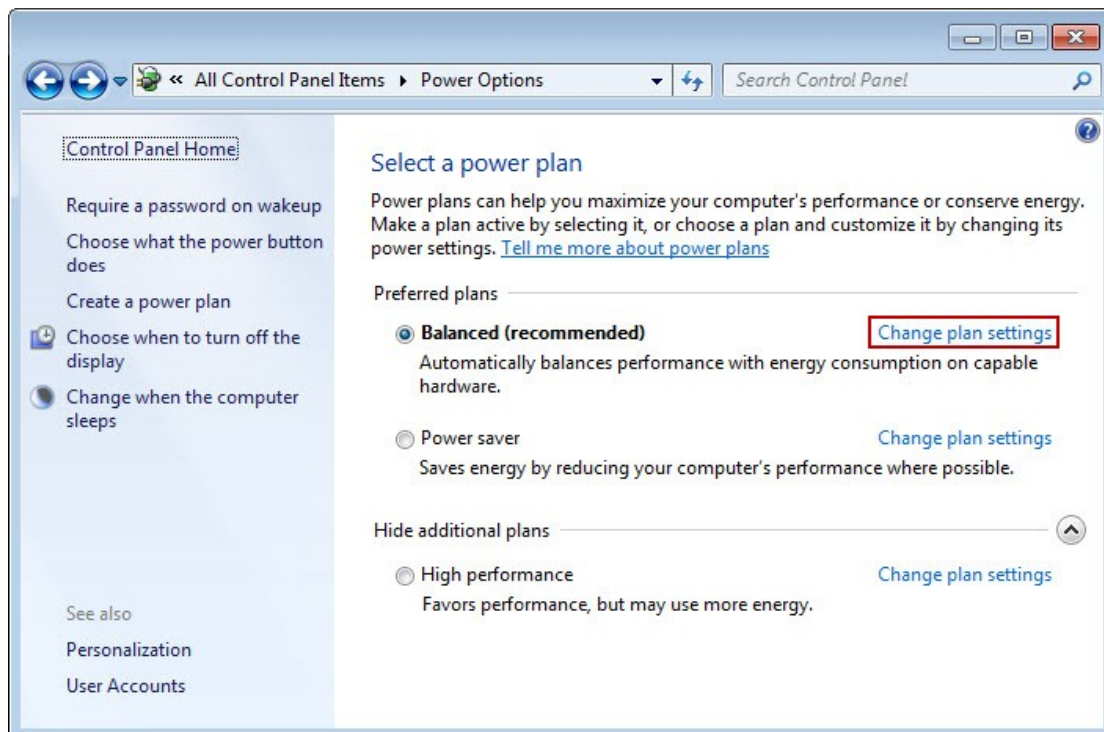 « All Control Panel Items ▸ Power Options
Search Control Panel
Control Panel Home
Require a password on wakeup
Choose what the power button
does
Create a power plan
Choose when to turn off the
display
Change when the computer
sleeps
See also
Personalization
User Accounts
Select a power plan
Power plans can help you maximize your computer's performance or conserve energy.
Make a plan active by selecting it, or choose a plan and customize it by changing its
power settings. Tell me more about power plans
Preferred plans
Balanced (recommended) Change plan settings
Automatically balances performance with energy consumption on capable
hardware.
Power saver Change plan settings
Saves energy by reducing your computer's performance where possible.
Hide additional plans
High performance Change plan settings
Favors performance, but may use more energy.